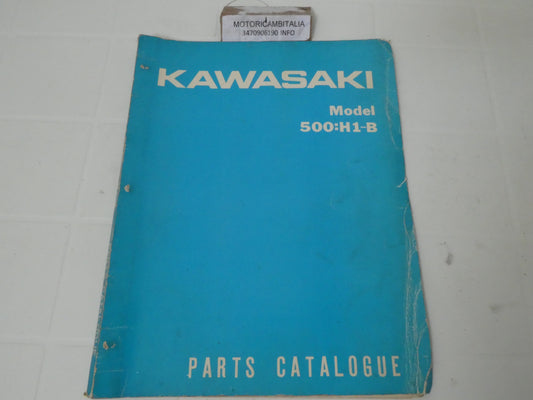 MOTORICAMBITALIA
3470906190 INFO
KAWASAKI
Model
500:H1-B
PARTS CATALOGUE